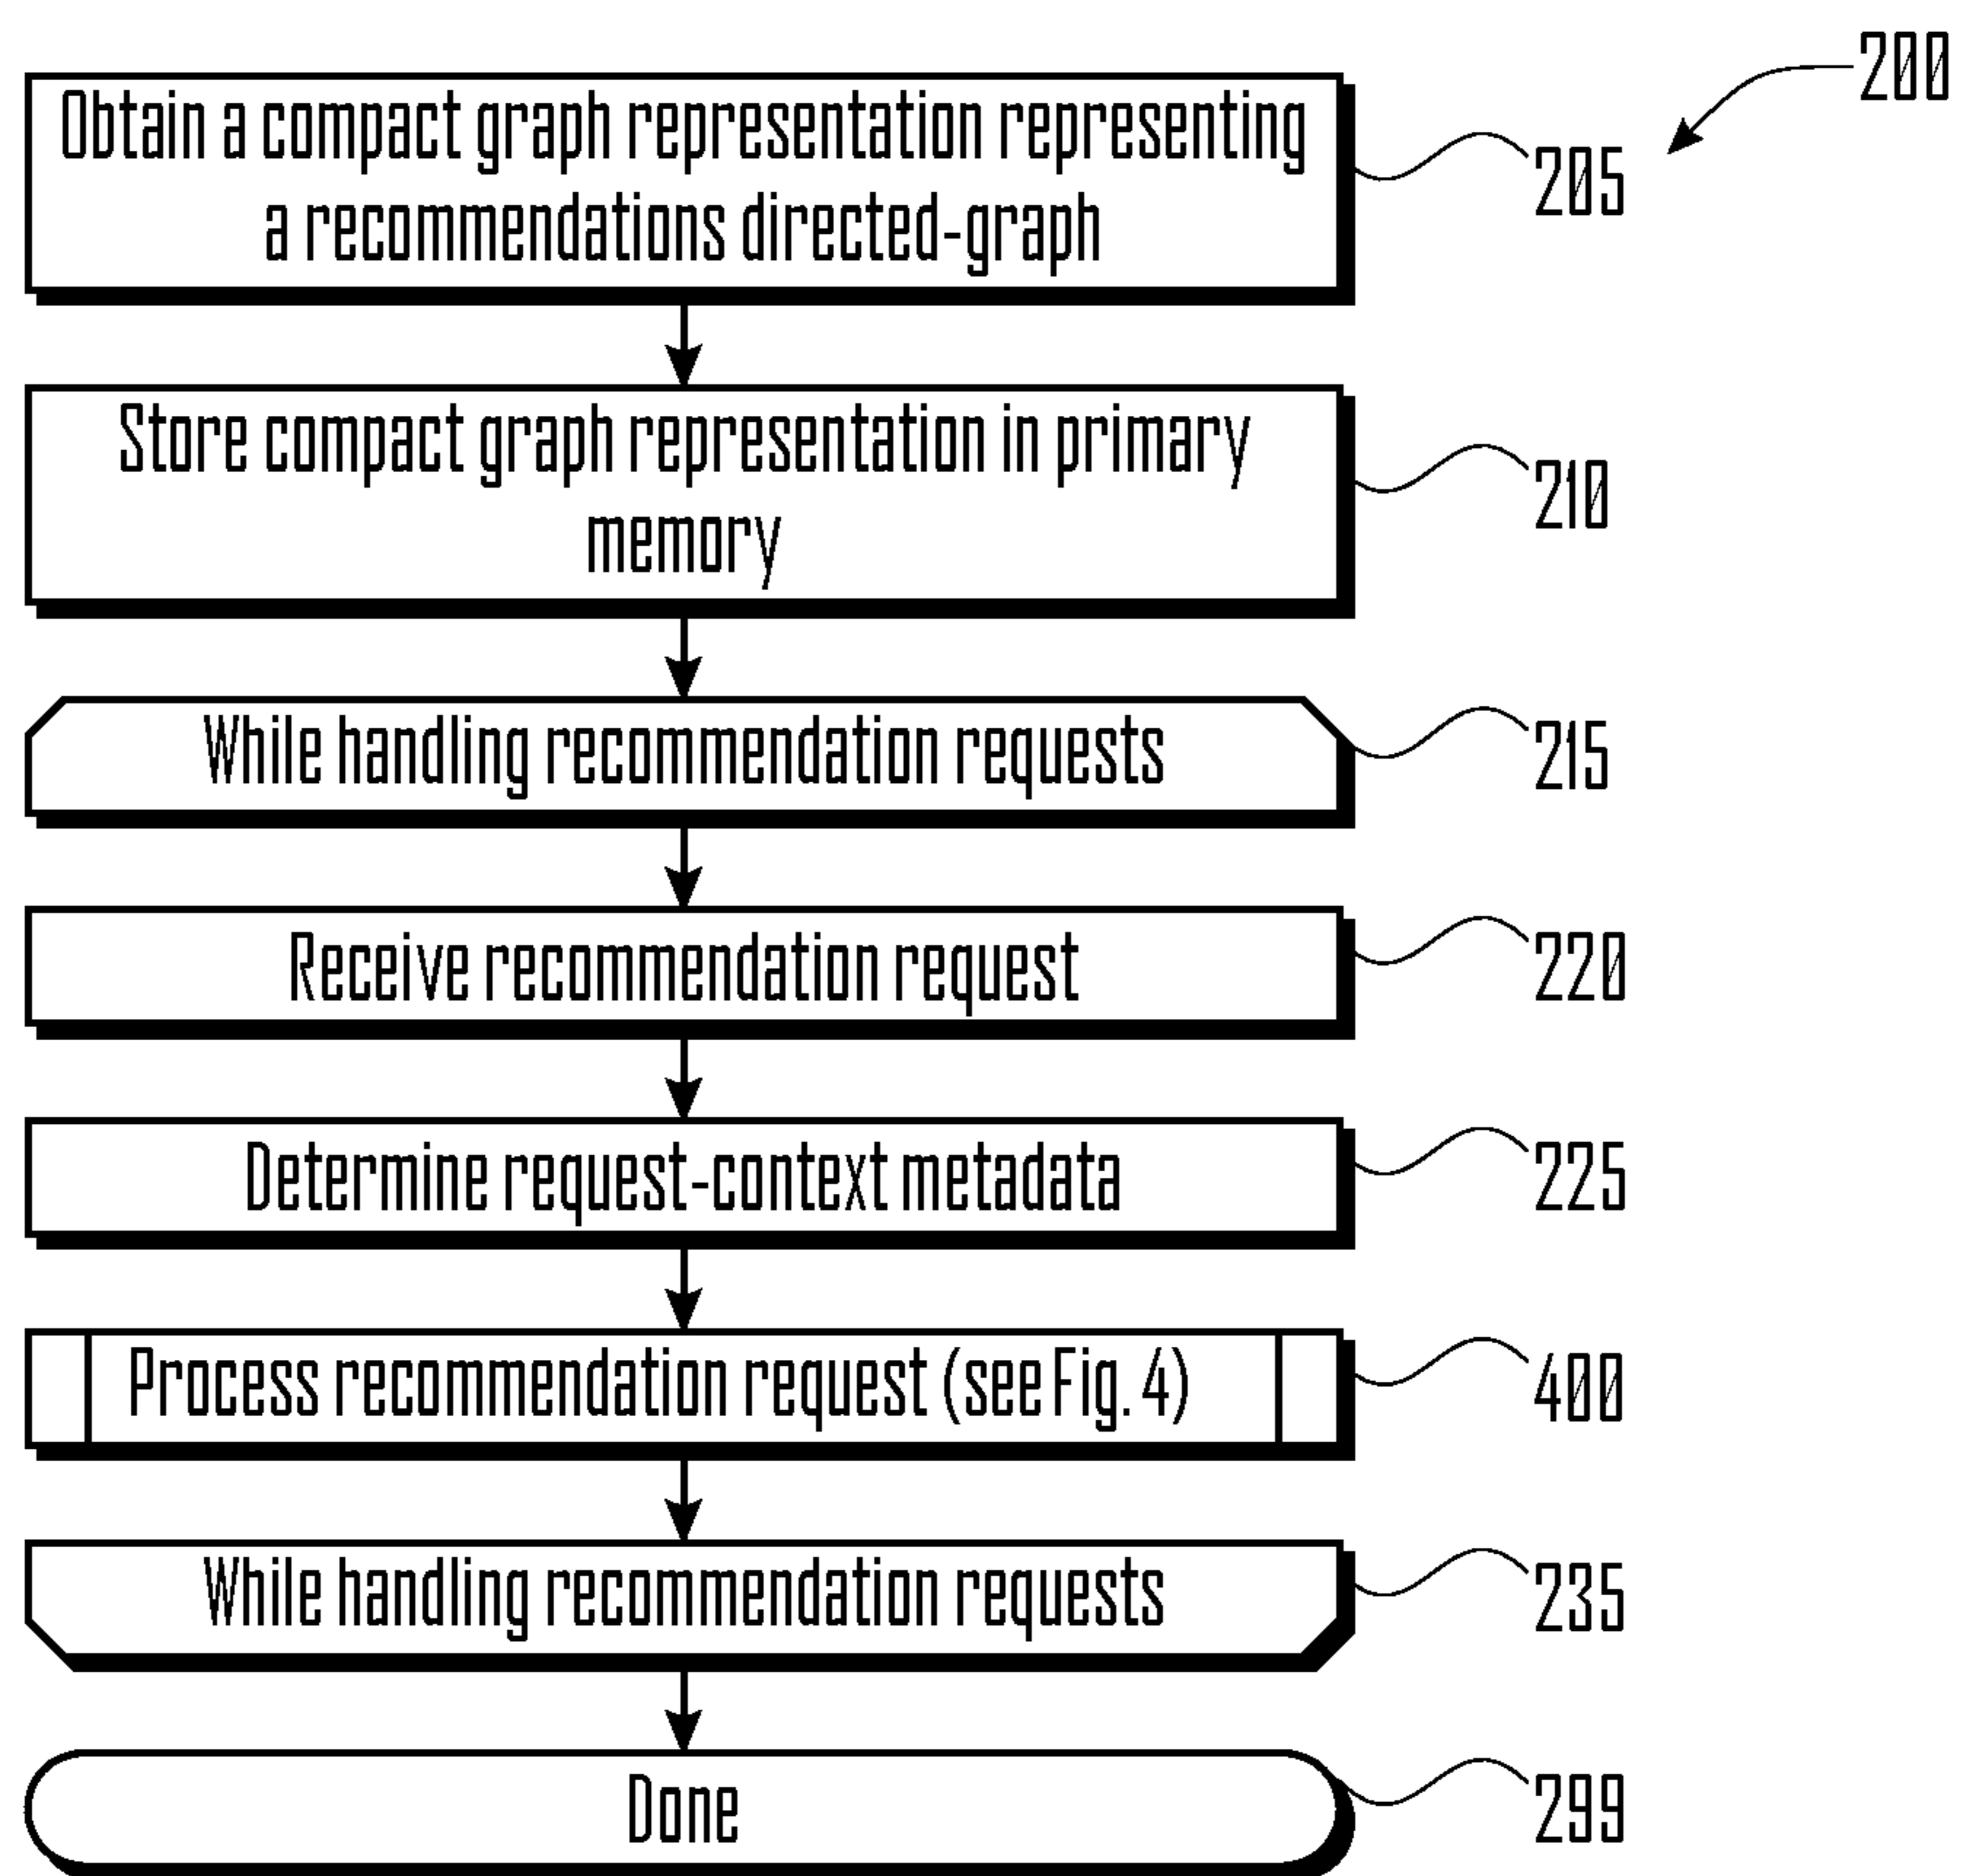 200
Obtain a compact graph representation representing
a recommendations directed-graph
205
Store compact graph representation in primary
memory
210
While handling recommendation requests
215
Receive recommendation request
220
Determine request-context metadata
225
Process recommendation request (see Fig. 4)
400
While handling recommendation requests
235
Done
299